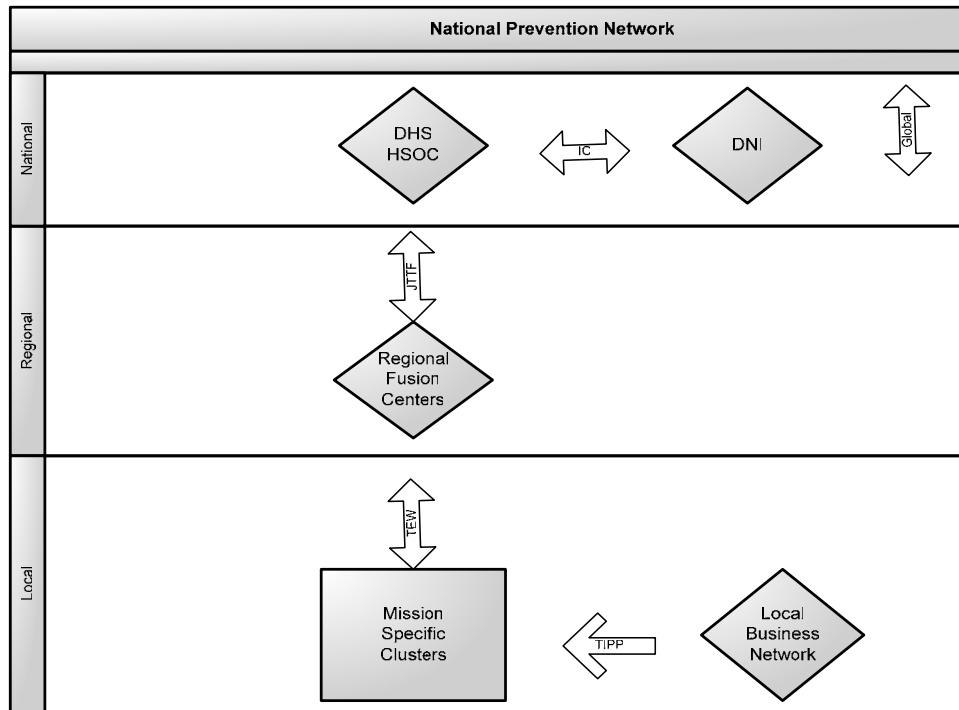 National Prevention Network
National
DHS
HSOC
IC
DNI
Global
Regional
JTTF
Regional
Fusion
Centers
Local
TEW
Mission
Specific
Clusters
TIPP
Local
Business
Network